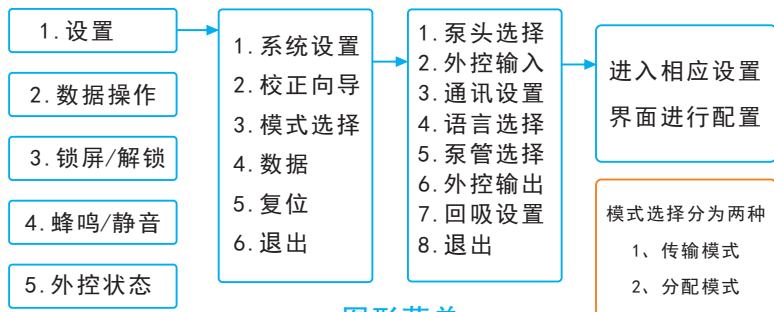 1.设置
2.数据操作
3.锁屏/解锁
4.蜂鸣/静音
5.外控状态
1.系统设置
2.校正向导
3.模式选择
4.数据
5.复位
6.退出
1.泵头选择
2.外控输入
3.通讯设置
4.语言选择
5.泵管选择
6.外控输出
7.回吸设置
8.退出
进入相应设置
界面进行配置
模式选择分为两种
1、传输模式
2、分配模式
图形菜单